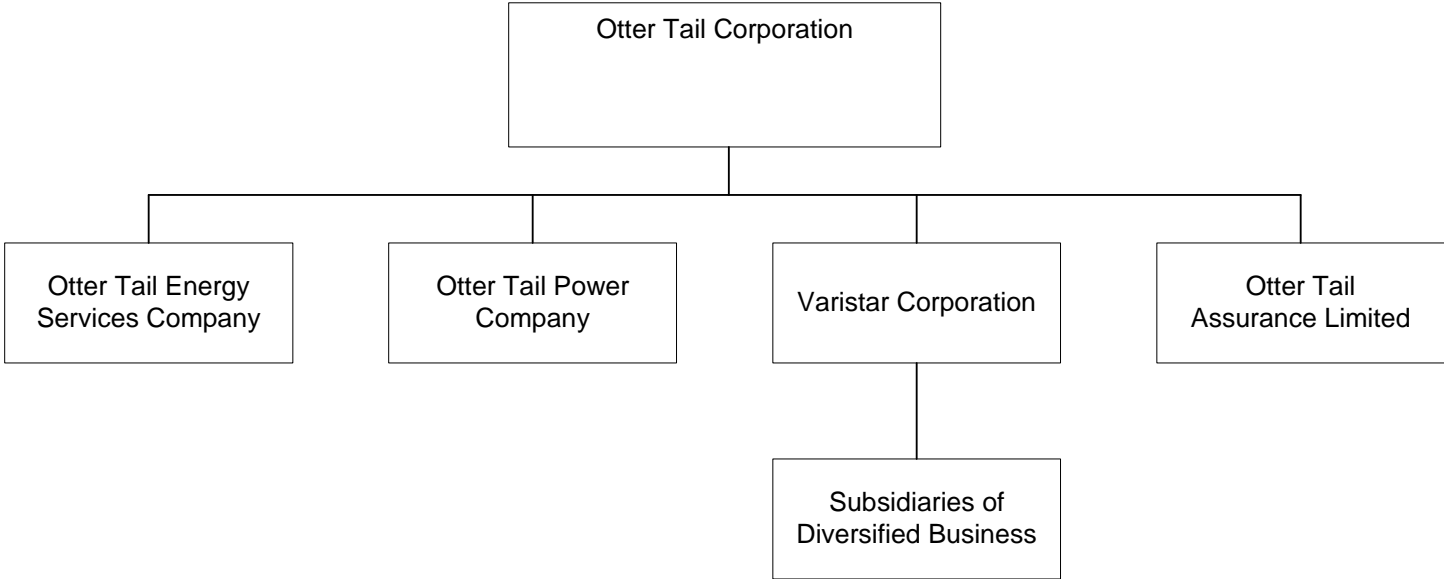 Otter Tail Corporation
Otter Tail Energy
Services Company
Otter Tail Power
Company
Varistar Corporation
Otter Tail
Assurance Limited
Subsidiaries of
Diversified Business